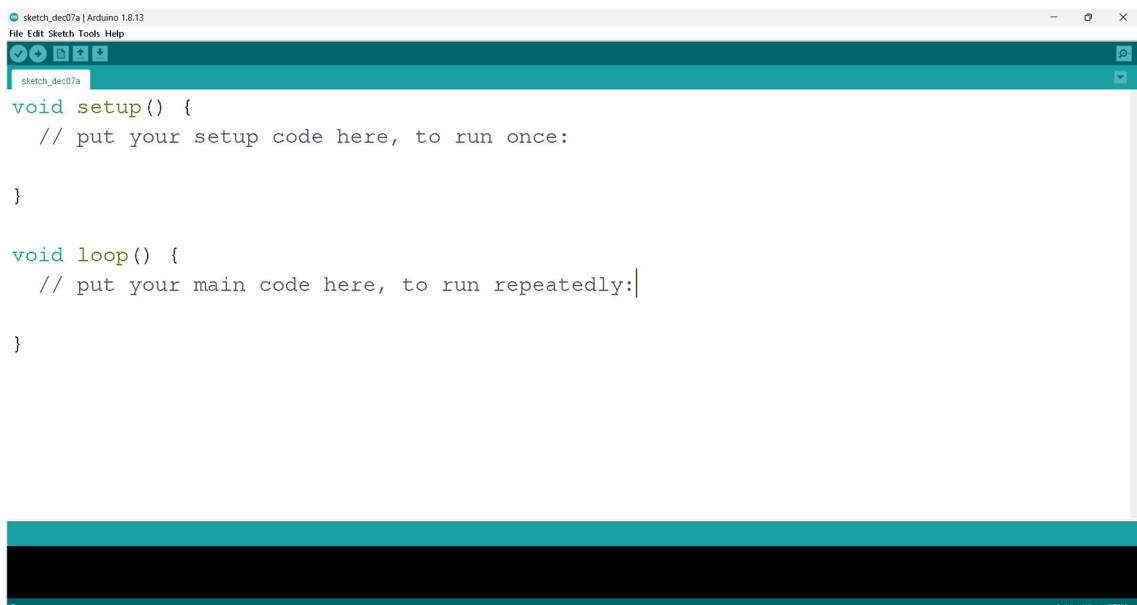 sketch_dec07a | Arduino 1.8.13
File Edit Sketch Tools Help
sketch_dec07a
void setup() {
  // put your setup code here, to run once:
}
void loop() {
  // put your main code here, to run repeatedly:
}